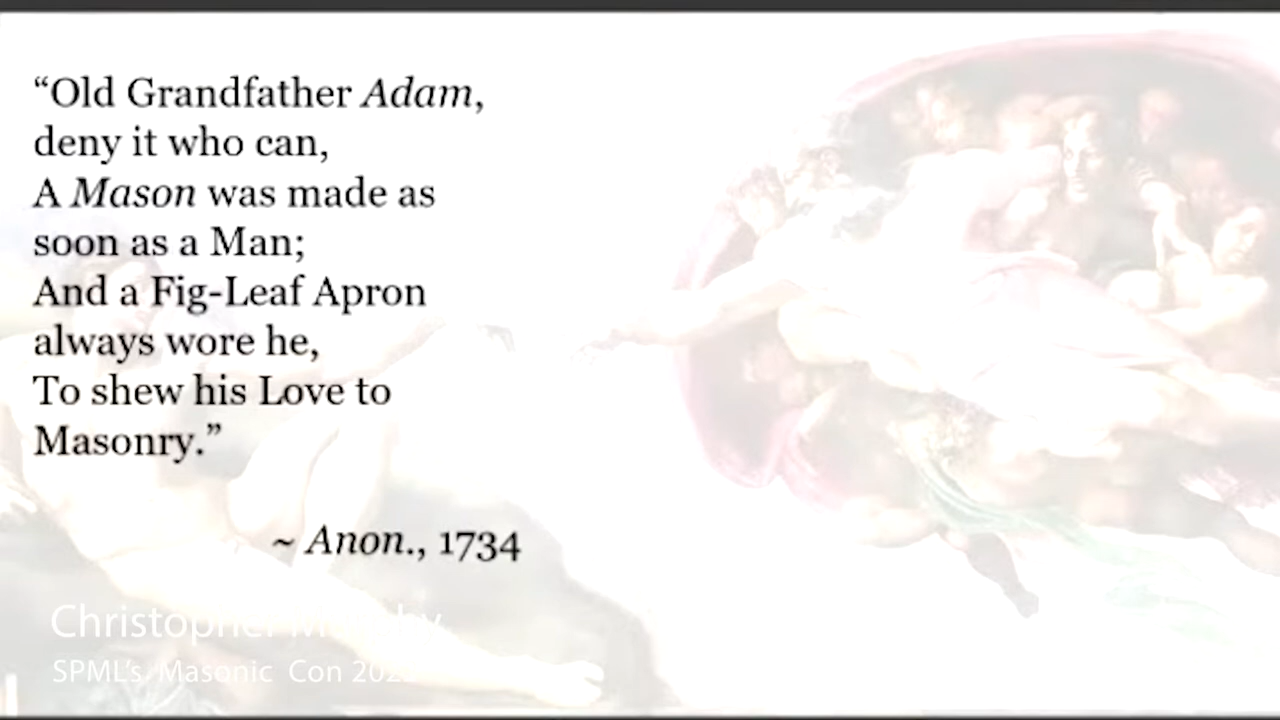 “Old Grandfather Adam,
deny it who can,
A Mason was made as
soon as a Man;
And a Fig-Leaf Apron
always wore he,
To shew his Love to
Masonry.”
~ Anon., 1734
Christopher
SPML’s Masonic Con